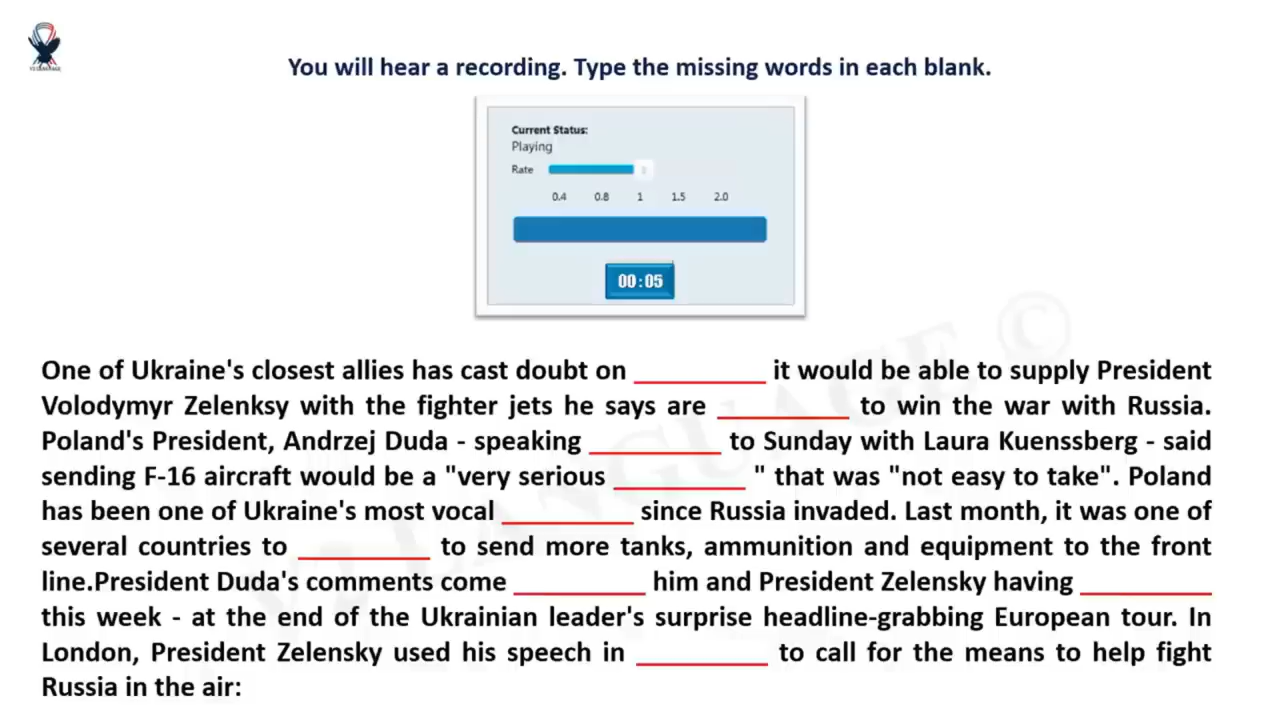 You will hear a recording. Type the missing words in each blank.
Current Status:
Playing
Rate
0.4 0.8 1 1.5 2.0
00:05
One of Ukraine's closest allies has cast doubt on __________ it would be able to supply President
Volodymyr Zelenksy with the fighter jets he says are __________ to win the war with Russia.
Poland's President, Andrzej Duda - speaking __________ to Sunday with Laura Kuenssberg - said
sending F-16 aircraft would be a "very serious __________ " that was "not easy to take". Poland
has been one of Ukraine's most vocal __________ since Russia invaded. Last month, it was one of
several countries to __________ to send more tanks, ammunition and equipment to the front
line.President Duda's comments come __________ him and President Zelensky having __________
this week - at the end of the Ukrainian leader's surprise headline-grabbing European tour. In
London, President Zelensky used his speech in __________ to call for the means to help fight
Russia in the air: